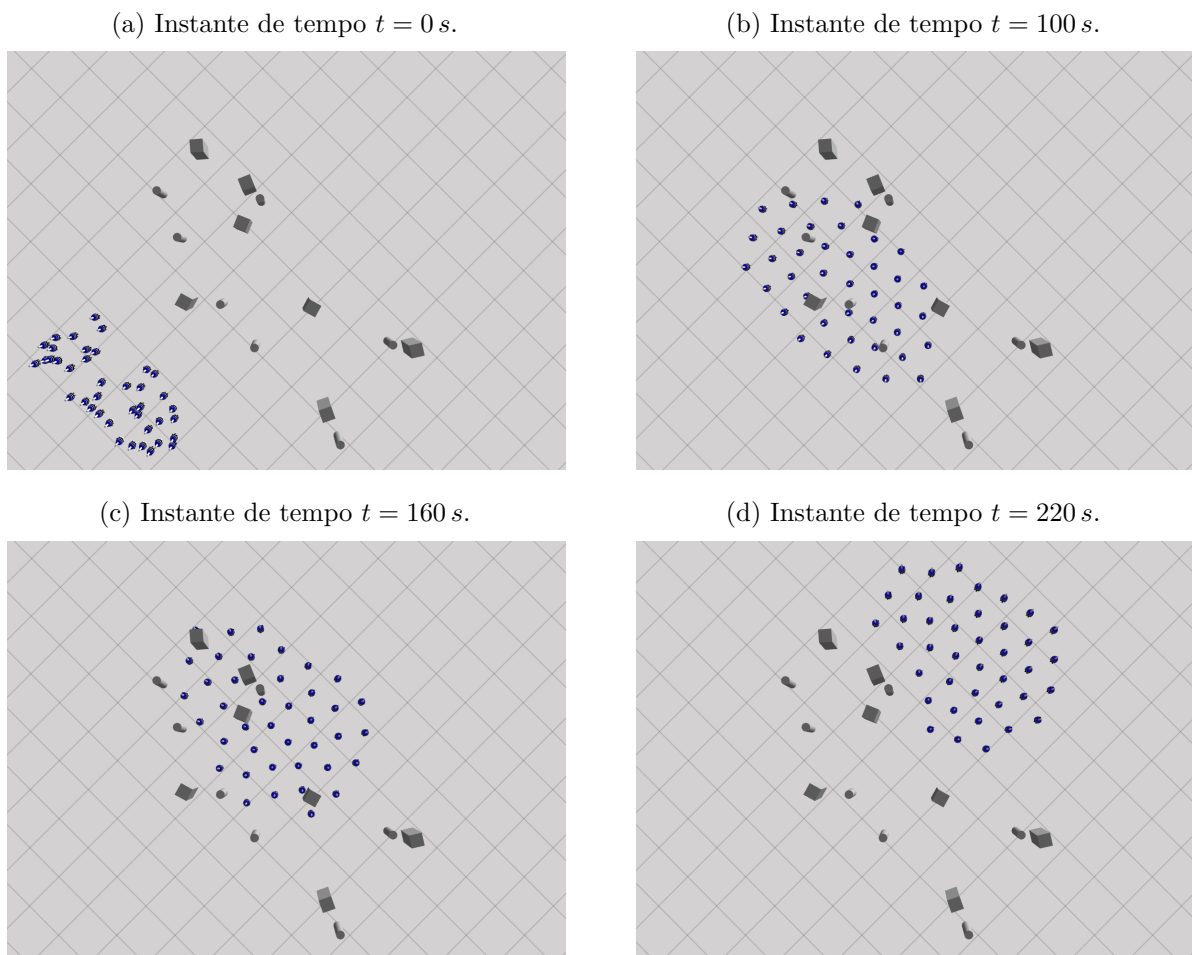 (a) Instante de tempo t = 0 s.
(b) Instante de tempo t = 100 s.
(c) Instante de tempo t = 160 s.
(d) Instante de tempo t = 220 s.